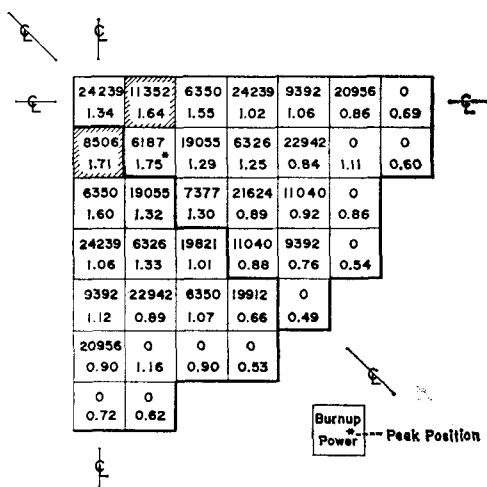 ℄ ℄
℄ ℄
24239 11352 6350 24239 9392 20956 0
1.34 1.64 1.55 1.02 1.06 0.86 0.69
8506 6187 19055 6326 22942 0 0
1.71 1.75* 1.29 1.25 0.84 1.11 0.60
6350 19055 7377 21624 11040 0
1.60 1.32 1.30 0.89 0.92 0.86
24239 6326 19821 11040 9392 0
1.06 1.33 1.01 0.88 0.76 0.54
9392 22942 6350 19912 0
1.12 0.89 1.07 0.66 0.49
20956 0 0 0
0.90 1.16 0.90 0.53
0 0
0.72 0.62
℄
℄
Burnup
Power * Peak Position